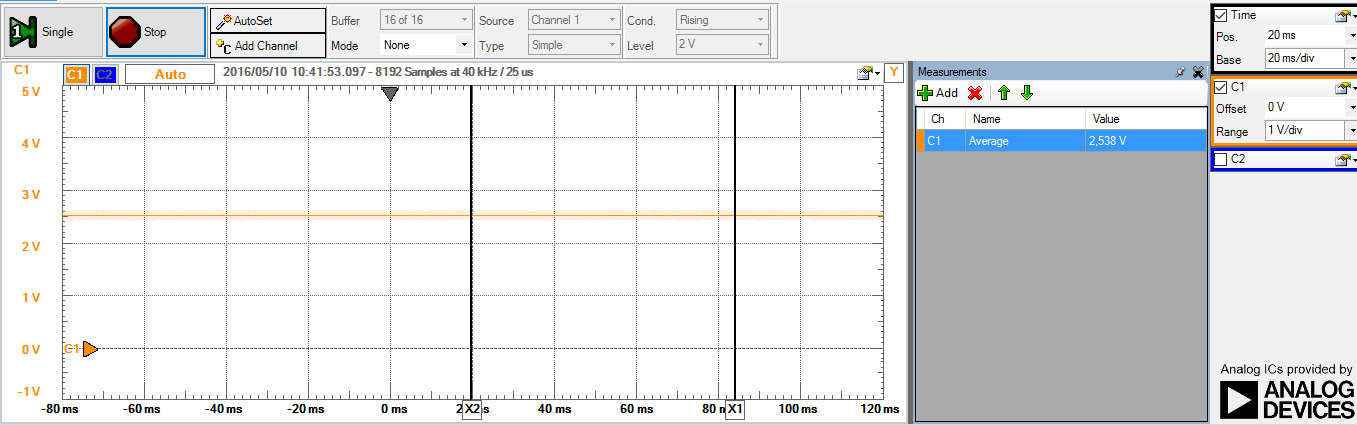 Single
Stop
AutoSet
Add Channel
Buffer 16 of 16
Mode None
Source Channel 1
Type Simple
Cond. Rising
Level 2 V
C1
C1 C2 Auto 2016/05/10 10:41:53.097 - 8192 Samples at 40 kHz / 25 us Y
5 V
4 V
3 V
2 V
1 V
0 V
-1 V
C1
-80 ms -60 ms -40 ms -20 ms 0 ms X2 40 ms 60 ms X1 100 ms 120 ms
Measurements
Add
Ch Name Value
C1 Average 2,538 V
Time
Pos. 20 ms
Base 20 ms/div
C1
Offset 0 V
Range 1 V/div
C2
Analog ICs provided by
ANALOG
DEVICES